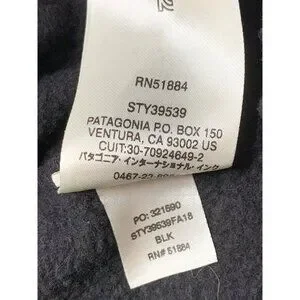 RN51884
STY39539
PATAGONIA P.O. BOX 150
VENTURA, CA 93002 US
CUIT:30-70924649-2
パタゴニア・インターナショナル・インク
PO: 321690
STY39539FA18
BLK
RN# 51884